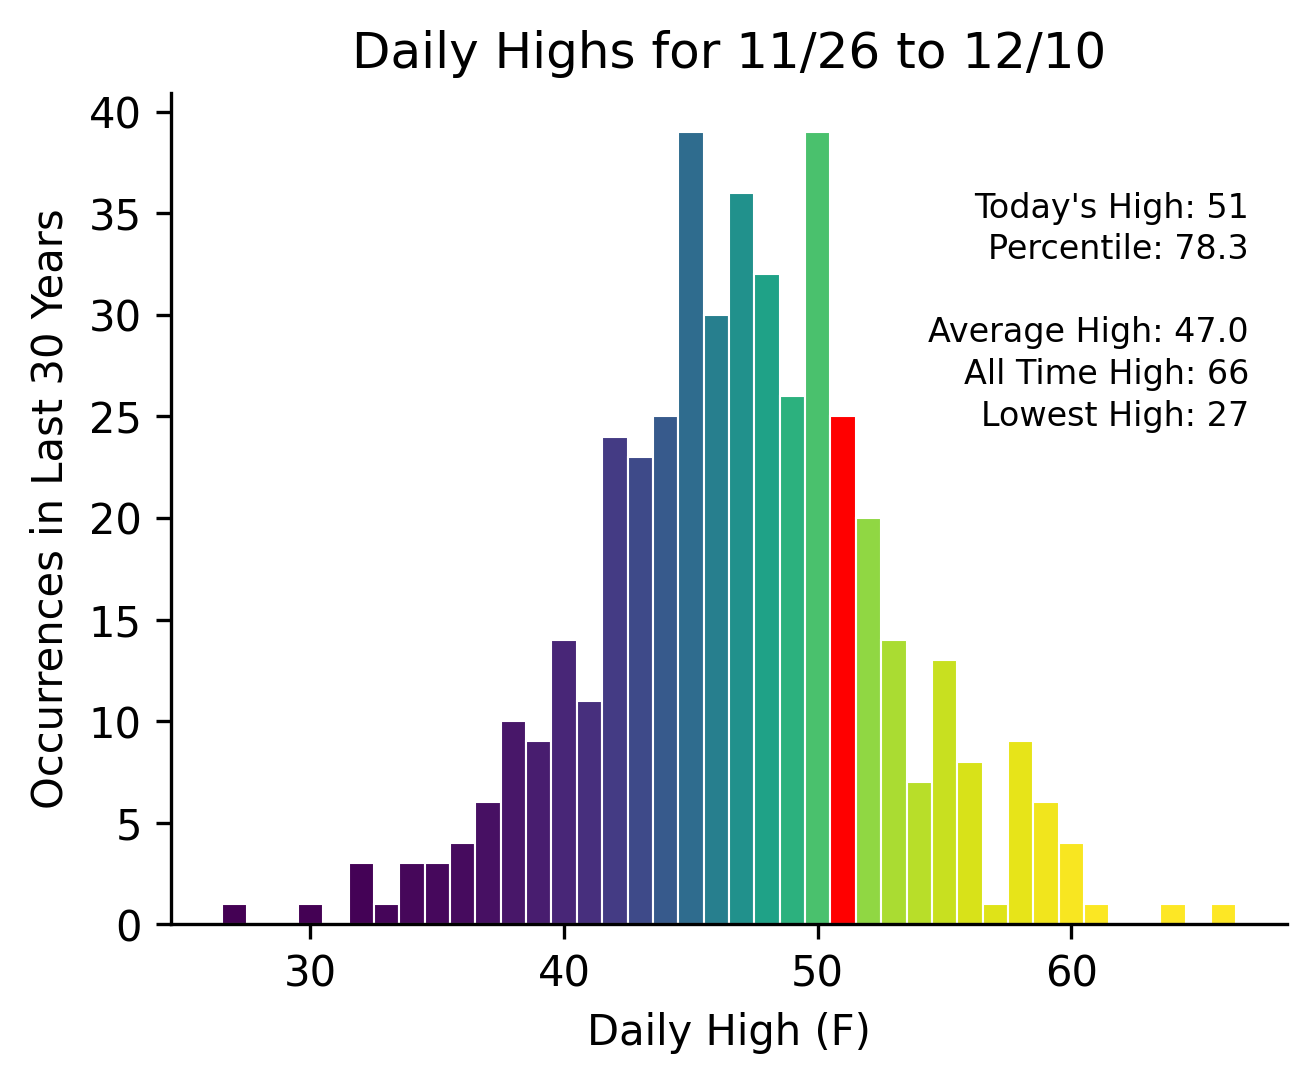 Daily Highs for 11/26 to 12/10
40
35
30
25
20
15
10
5
0
Occurrences in Last 30 Years
Today's High: 51
Percentile: 78.3
Average High: 47.0
All Time High: 66
Lowest High: 27
30 40 50 60
Daily High (F)